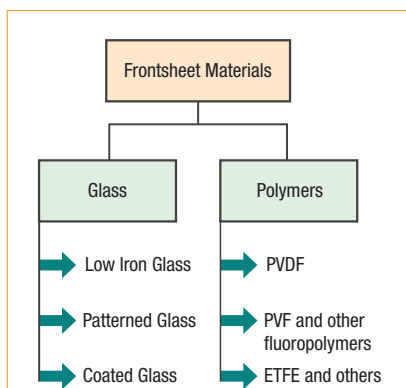 Frontsheet Materials
Glass
Polymers
Low Iron Glass
PVDF
Patterned Glass
PVF and other
fluoropolymers
Coated Glass
ETFE and others